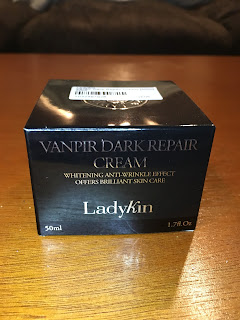 VANPIR DARK REPAIR
CREAM
WHITENING ANTI-WRINKLE EFFECT
OFFERS BRILLIANT SKIN CARE
LadyKin
50ml
1.7fl.Oz